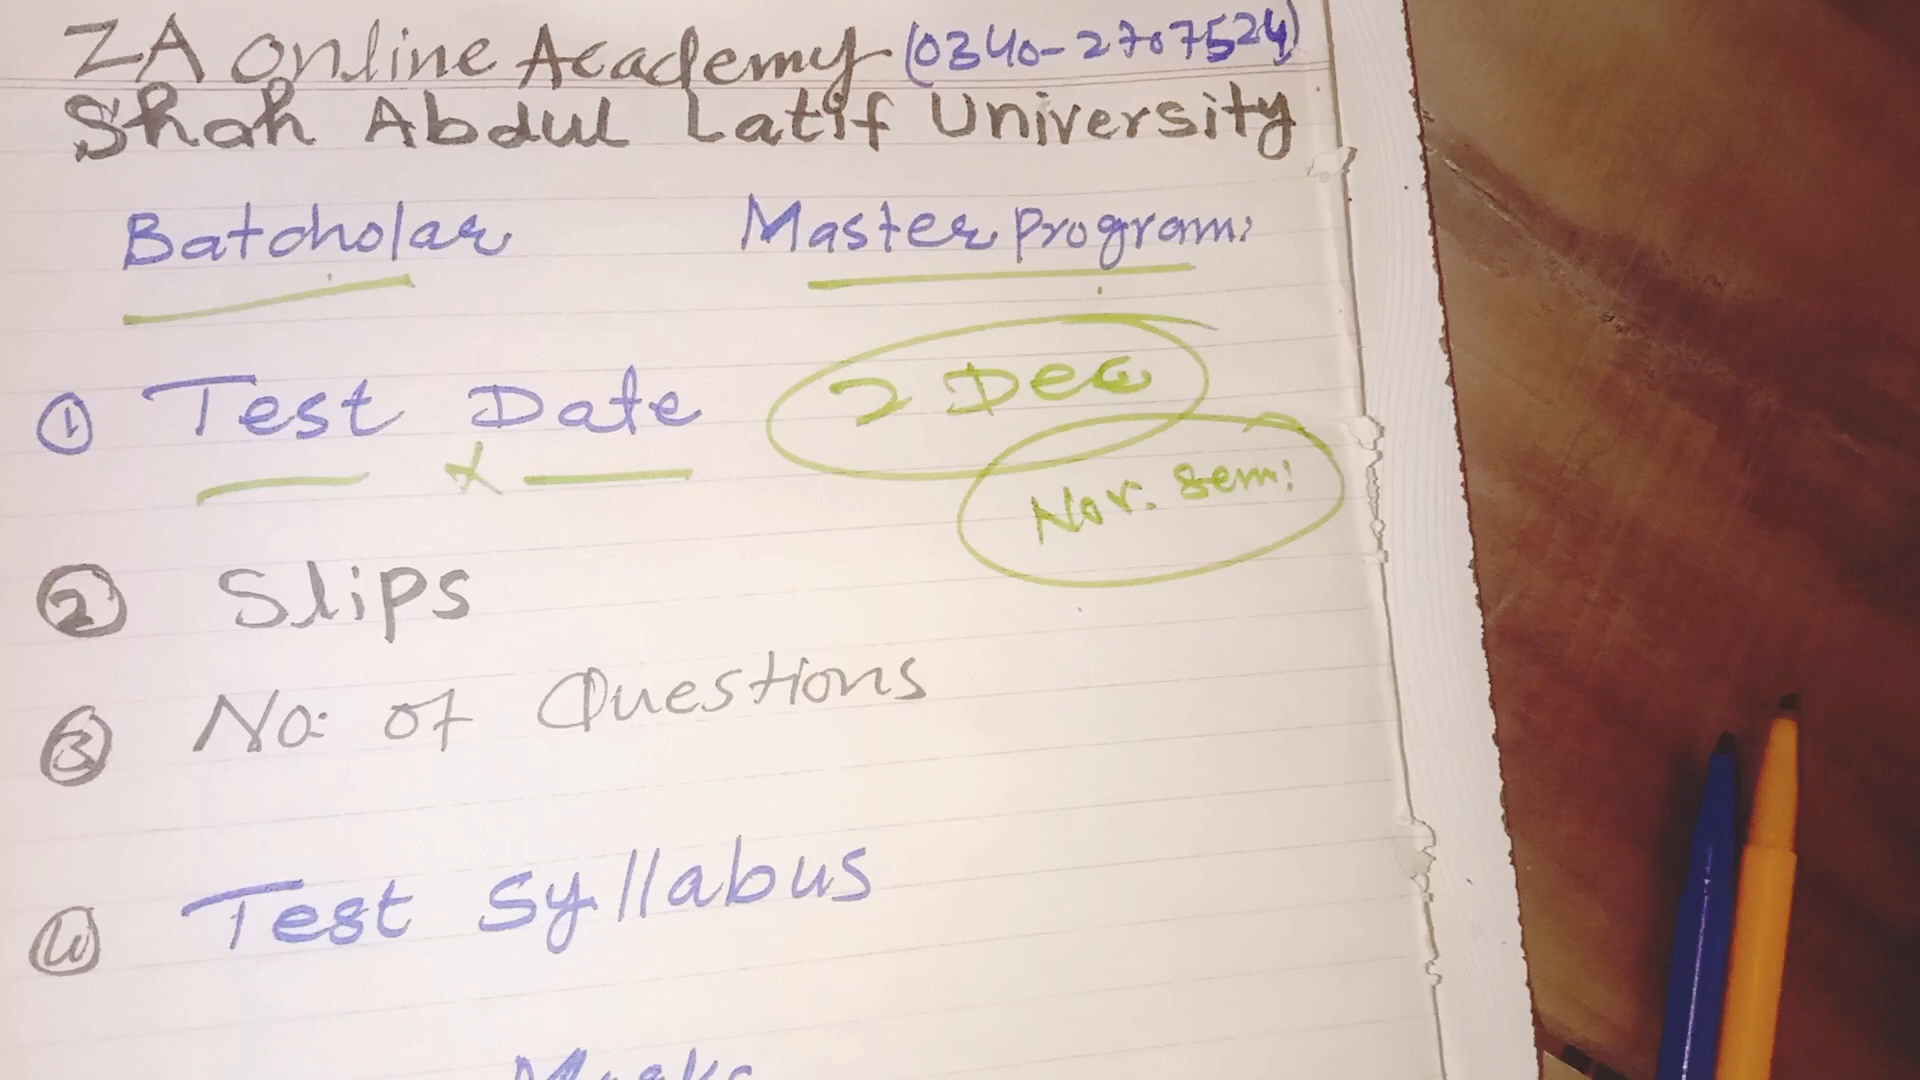 ZA Online Academy (0340-2707524)
Shah Abdul Latif University
Batcholar Master Program:
① Test Date 2 Dec
Nov. Sem:
② Slips
③ No: of Questions
④ Test Syllabus
Marks